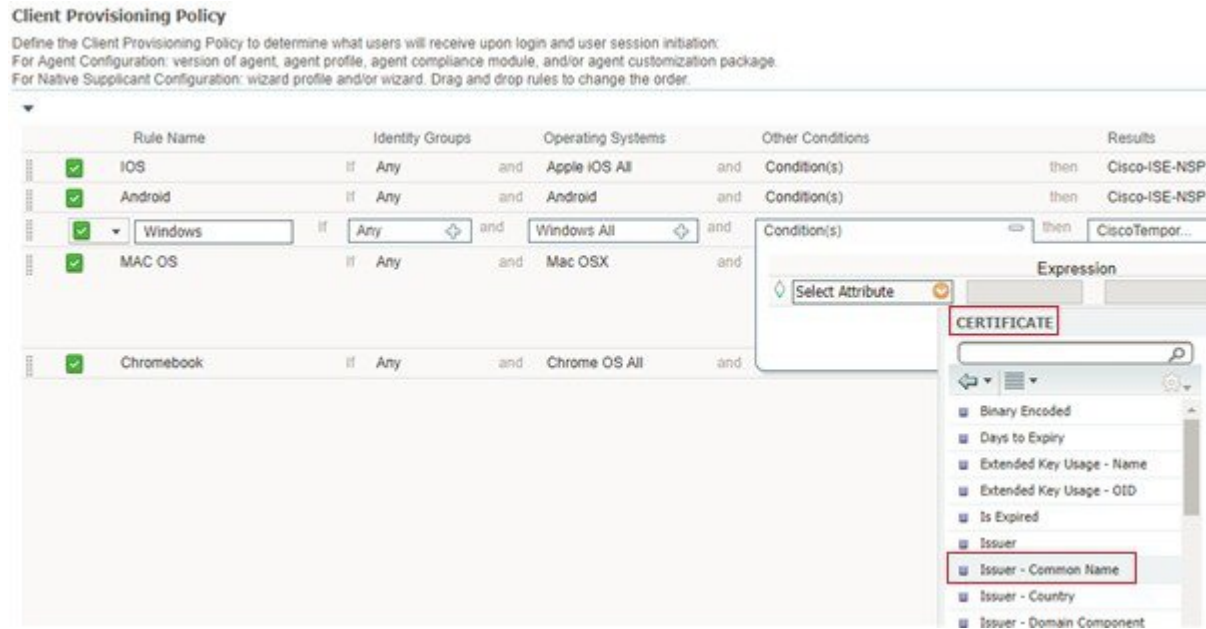 Client Provisioning Policy
Define the Client Provisioning Policy to determine what users will receive upon login and user session initiation:
For Agent Configuration: version of agent, agent profile, agent compliance module, and/or agent customization package.
For Native Supplicant Configuration: wizard profile and/or wizard. Drag and drop rules to change the order.
Rule Name Identity Groups Operating Systems Other Conditions Results
IOS If Any and Apple iOS All and Condition(s) then Cisco-ISE-NSP
Android If Any and Android and Condition(s) then Cisco-ISE-NSP
Windows If Any and Windows All and Condition(s) then CiscoTempor...
MAC OS If Any and Mac OSX and
Expression
Select Attribute
CERTIFICATE
Chromebook If Any and Chrome OS All and
Binary Encoded
Days to Expiry
Extended Key Usage - Name
Extended Key Usage - OID
Is Expired
Issuer
Issuer - Common Name
Issuer - Country
Issuer - Domain Component